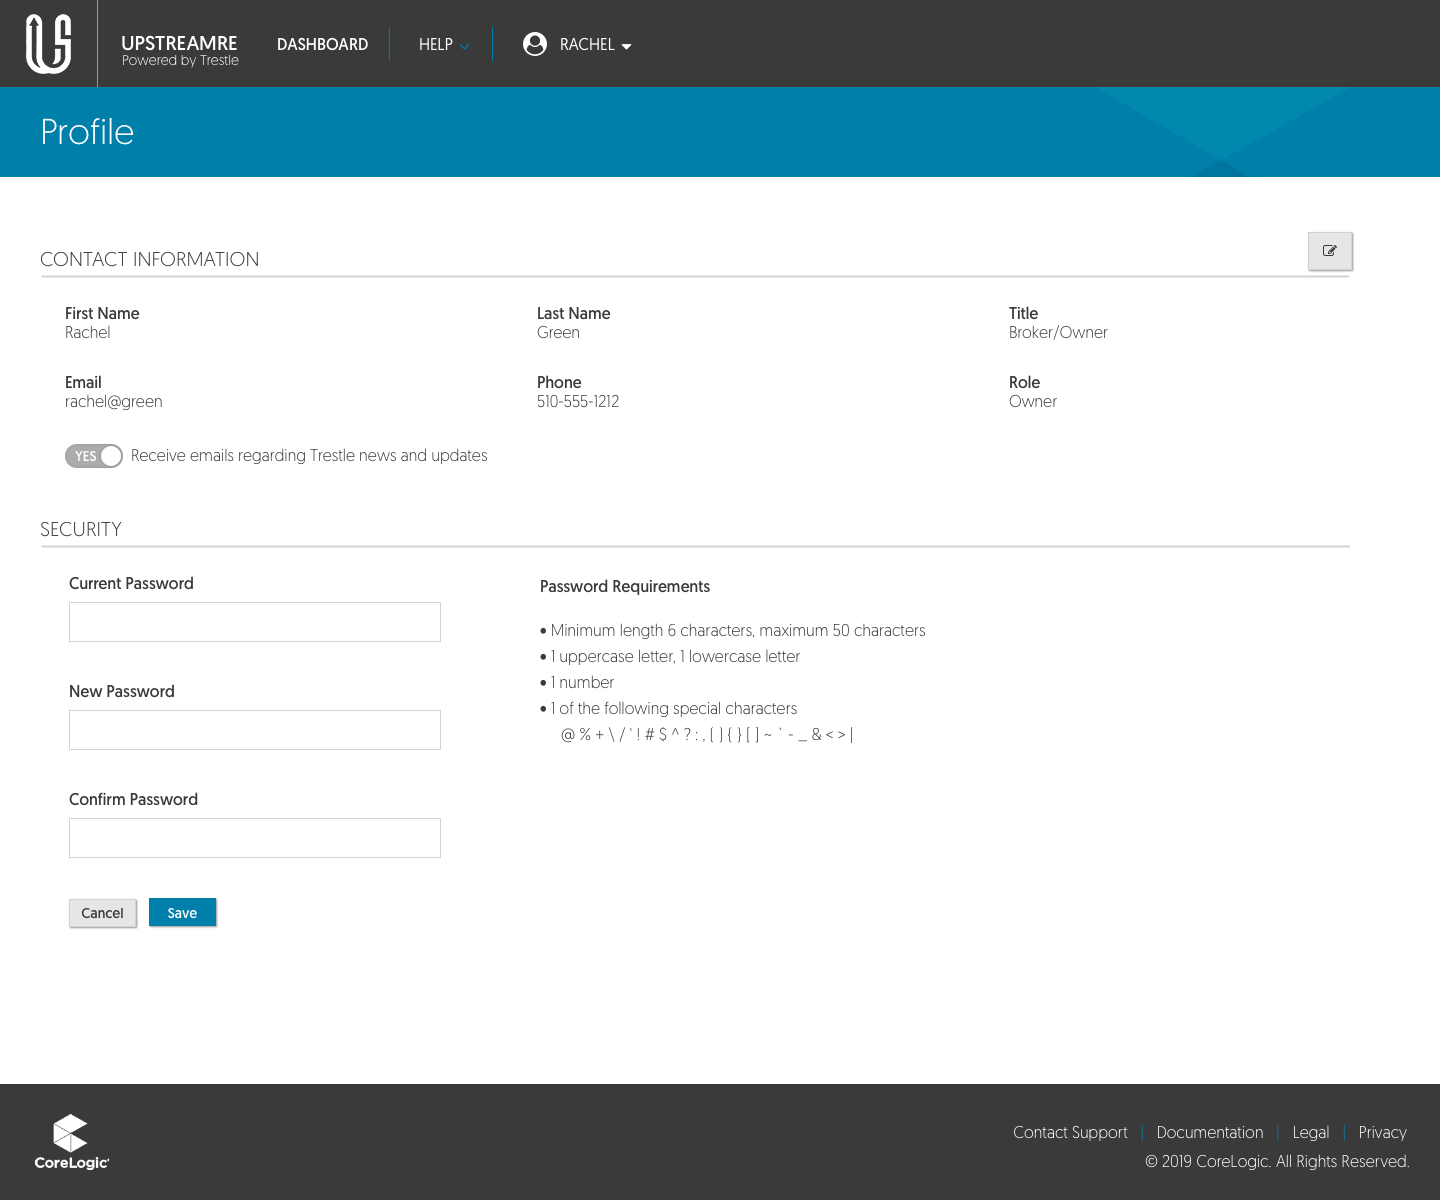 UPSTREAMRE
Powered by Trestle
DASHBOARD
HELP
RACHEL
Profile
CONTACT INFORMATION
First Name
Rachel
Last Name
Green
Title
Broker/Owner
Email
rachel@green
Phone
510-555-1212
Role
Owner
YES Receive emails regarding Trestle news and updates
SECURITY
Current Password
New Password
Confirm Password
Cancel Save
Password Requirements
• Minimum length 6 characters, maximum 50 characters
• 1 uppercase letter, 1 lowercase letter
• 1 number
• 1 of the following special characters
@ % + \ / ' ! # $ ^ ? : , ( ) { } [ ] ~ ` - _ & < > |
CoreLogic
Contact Support | Documentation | Legal | Privacy
© 2019 CoreLogic. All Rights Reserved.